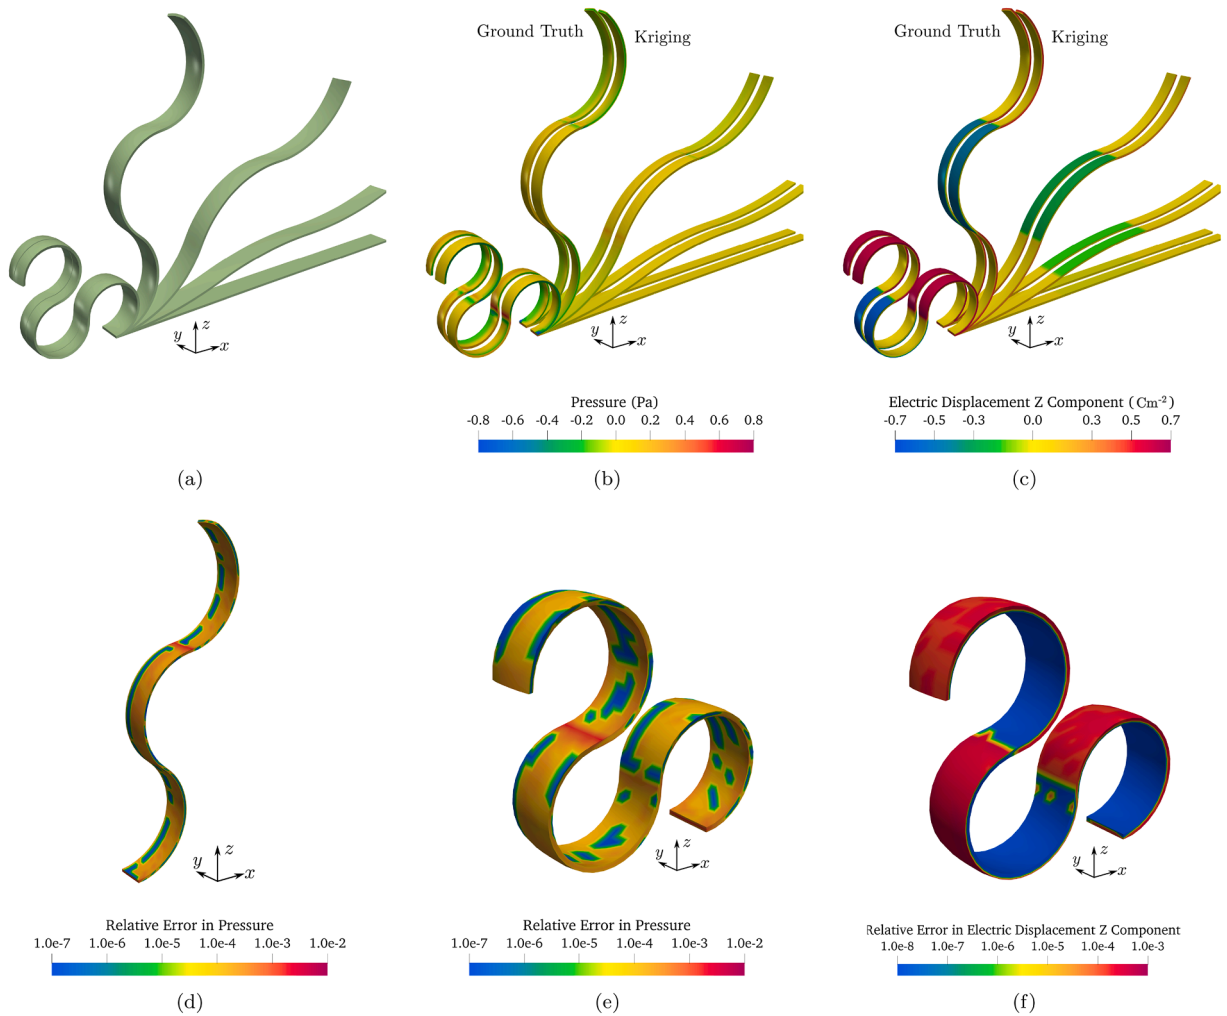 Ground Truth
Kriging
Ground Truth
Kriging
y
z
x
y
z
x
y
z
x
Pressure (Pa)
-0.8 -0.6 -0.4 -0.2 0.0 0.2 0.4 0.6 0.8
Electric Displacement Z Component (Cm⁻²)
-0.7 -0.5 -0.3 0.0 0.3 0.5 0.7
(a)
(b)
(c)
y
z
x
y
z
x
y
z
x
Relative Error in Pressure
1.0e-7 1.0e-6 1.0e-5 1.0e-4 1.0e-3 1.0e-2
Relative Error in Pressure
1.0e-7 1.0e-6 1.0e-5 1.0e-4 1.0e-3 1.0e-2
Relative Error in Electric Displacement Z Component
1.0e-8 1.0e-7 1.0e-6 1.0e-5 1.0e-4 1.0e-3
(d)
(e)
(f)